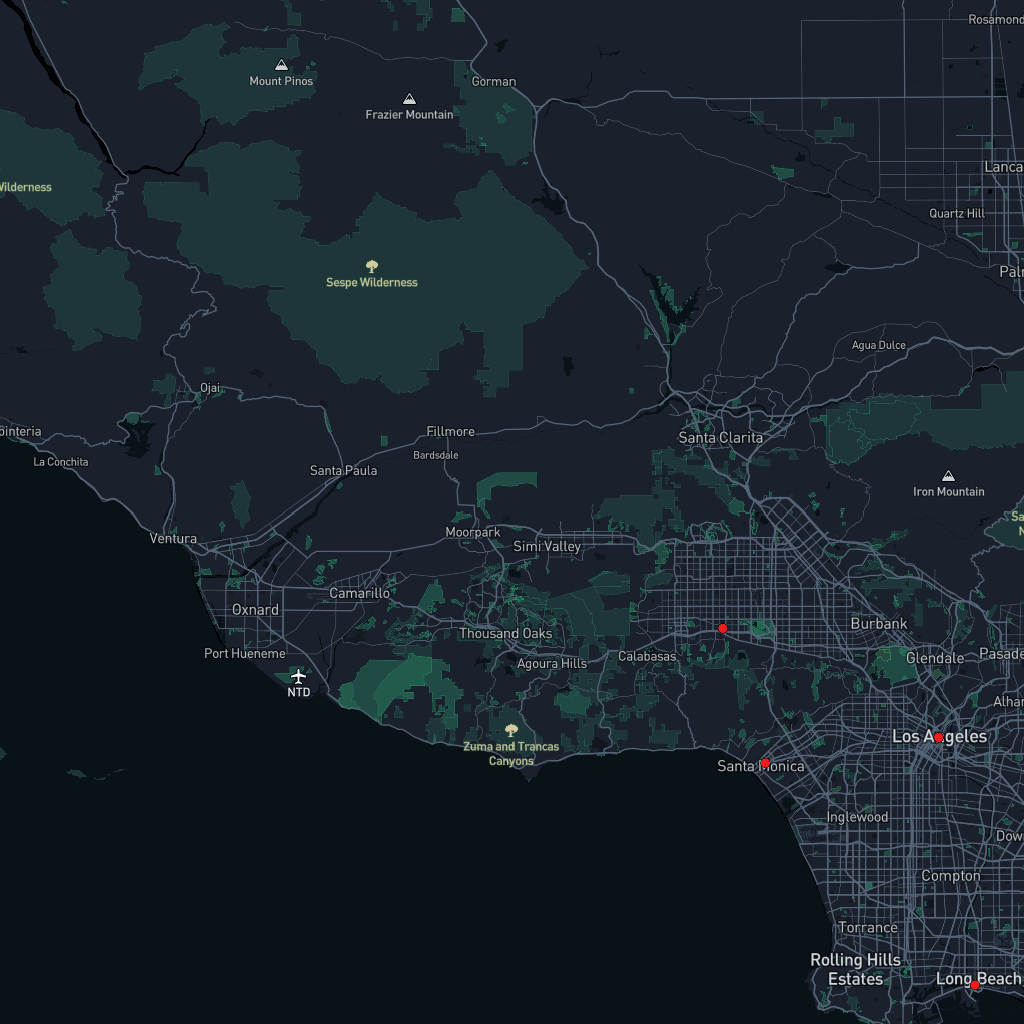 Rosamond
Mount Pinos
Gorman
Frazier Mountain
Lanca
Wilderness
Quartz Hill
Sespe Wilderness
Palr
Agua Dulce
Ojai
pinteria
Fillmore
Santa Clarita
Bardsdale
La Conchita
Santa Paula
Iron Mountain
Sa
N
Moorpark
Ventura
Simi Valley
Camarillo
Oxnard
Burbank
Thousand Oaks
Port Hueneme
Calabasas
Glendale
Pasade
Agoura Hills
NTD
Alhar
Los Angeles
Zuma and Trancas
Canyons
Santa Monica
Inglewood
Dow
Compton
Torrance
Rolling Hills
Estates
Long Beach